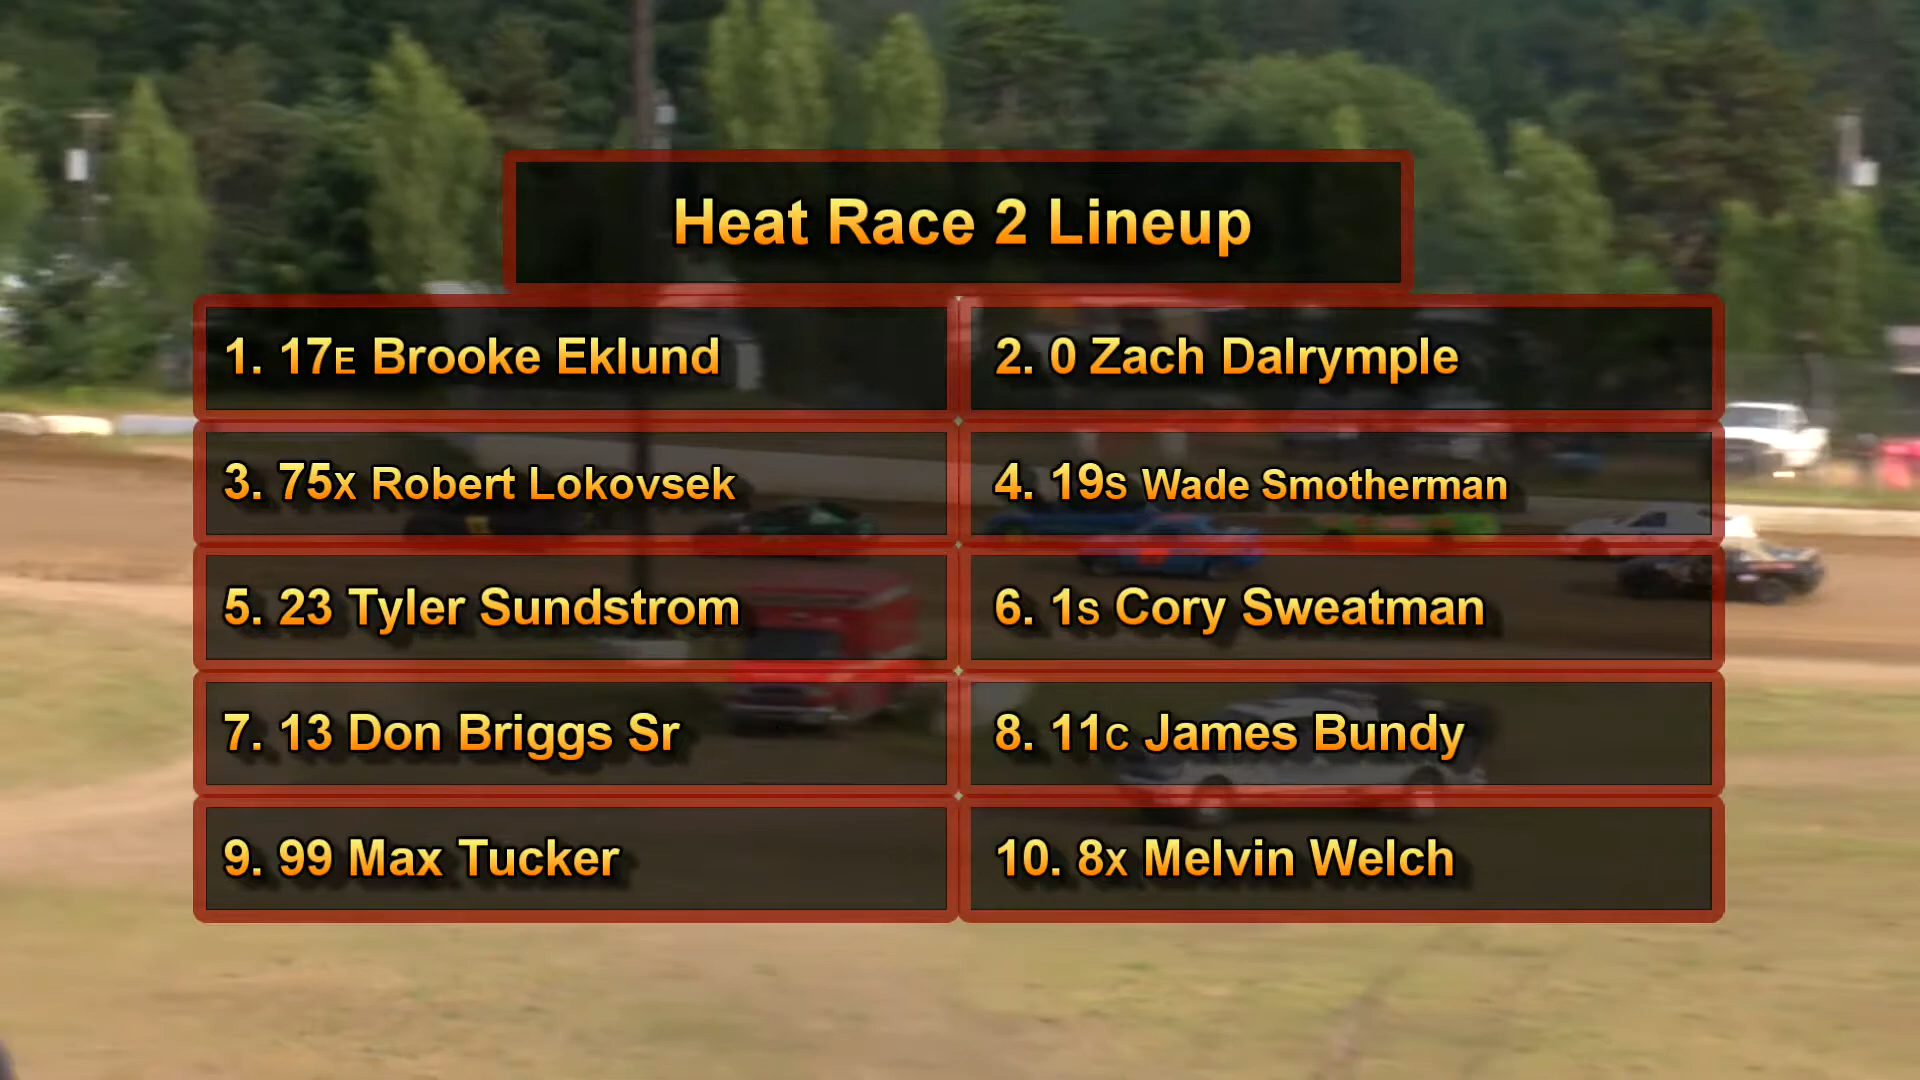 Heat Race 2 Lineup
1. 17E Brooke Eklund
2. 0 Zach Dalrymple
3. 75X Robert Lokovsek
4. 19S Wade Smotherman
5. 23 Tyler Sundstrom
6. 1S Cory Sweatman
7. 13 Don Briggs Sr
8. 11C James Bundy
9. 99 Max Tucker
10. 8X Melvin Welch